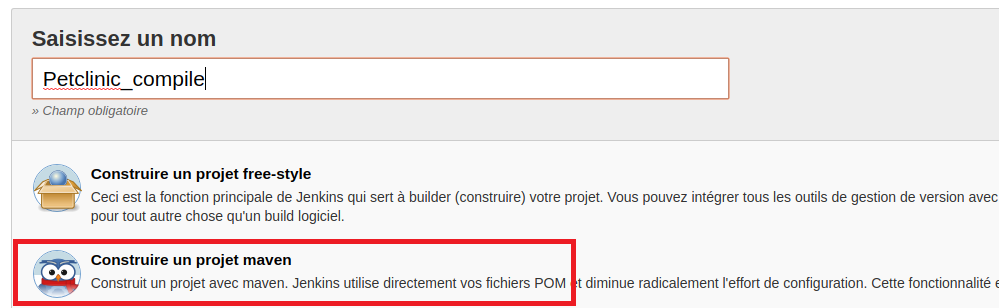 Saisissez un nom
Petclinic_compile
» Champ obligatoire
Construire un projet free-style
Ceci est la fonction principale de Jenkins qui sert à builder (construire) votre projet. Vous pouvez intégrer tous les outils de gestion de version avec
pour tout autre chose qu'un build logiciel.
Construire un projet maven
Construit un projet avec maven. Jenkins utilise directement vos fichiers POM et diminue radicalement l'effort de configuration. Cette fonctionnalité e